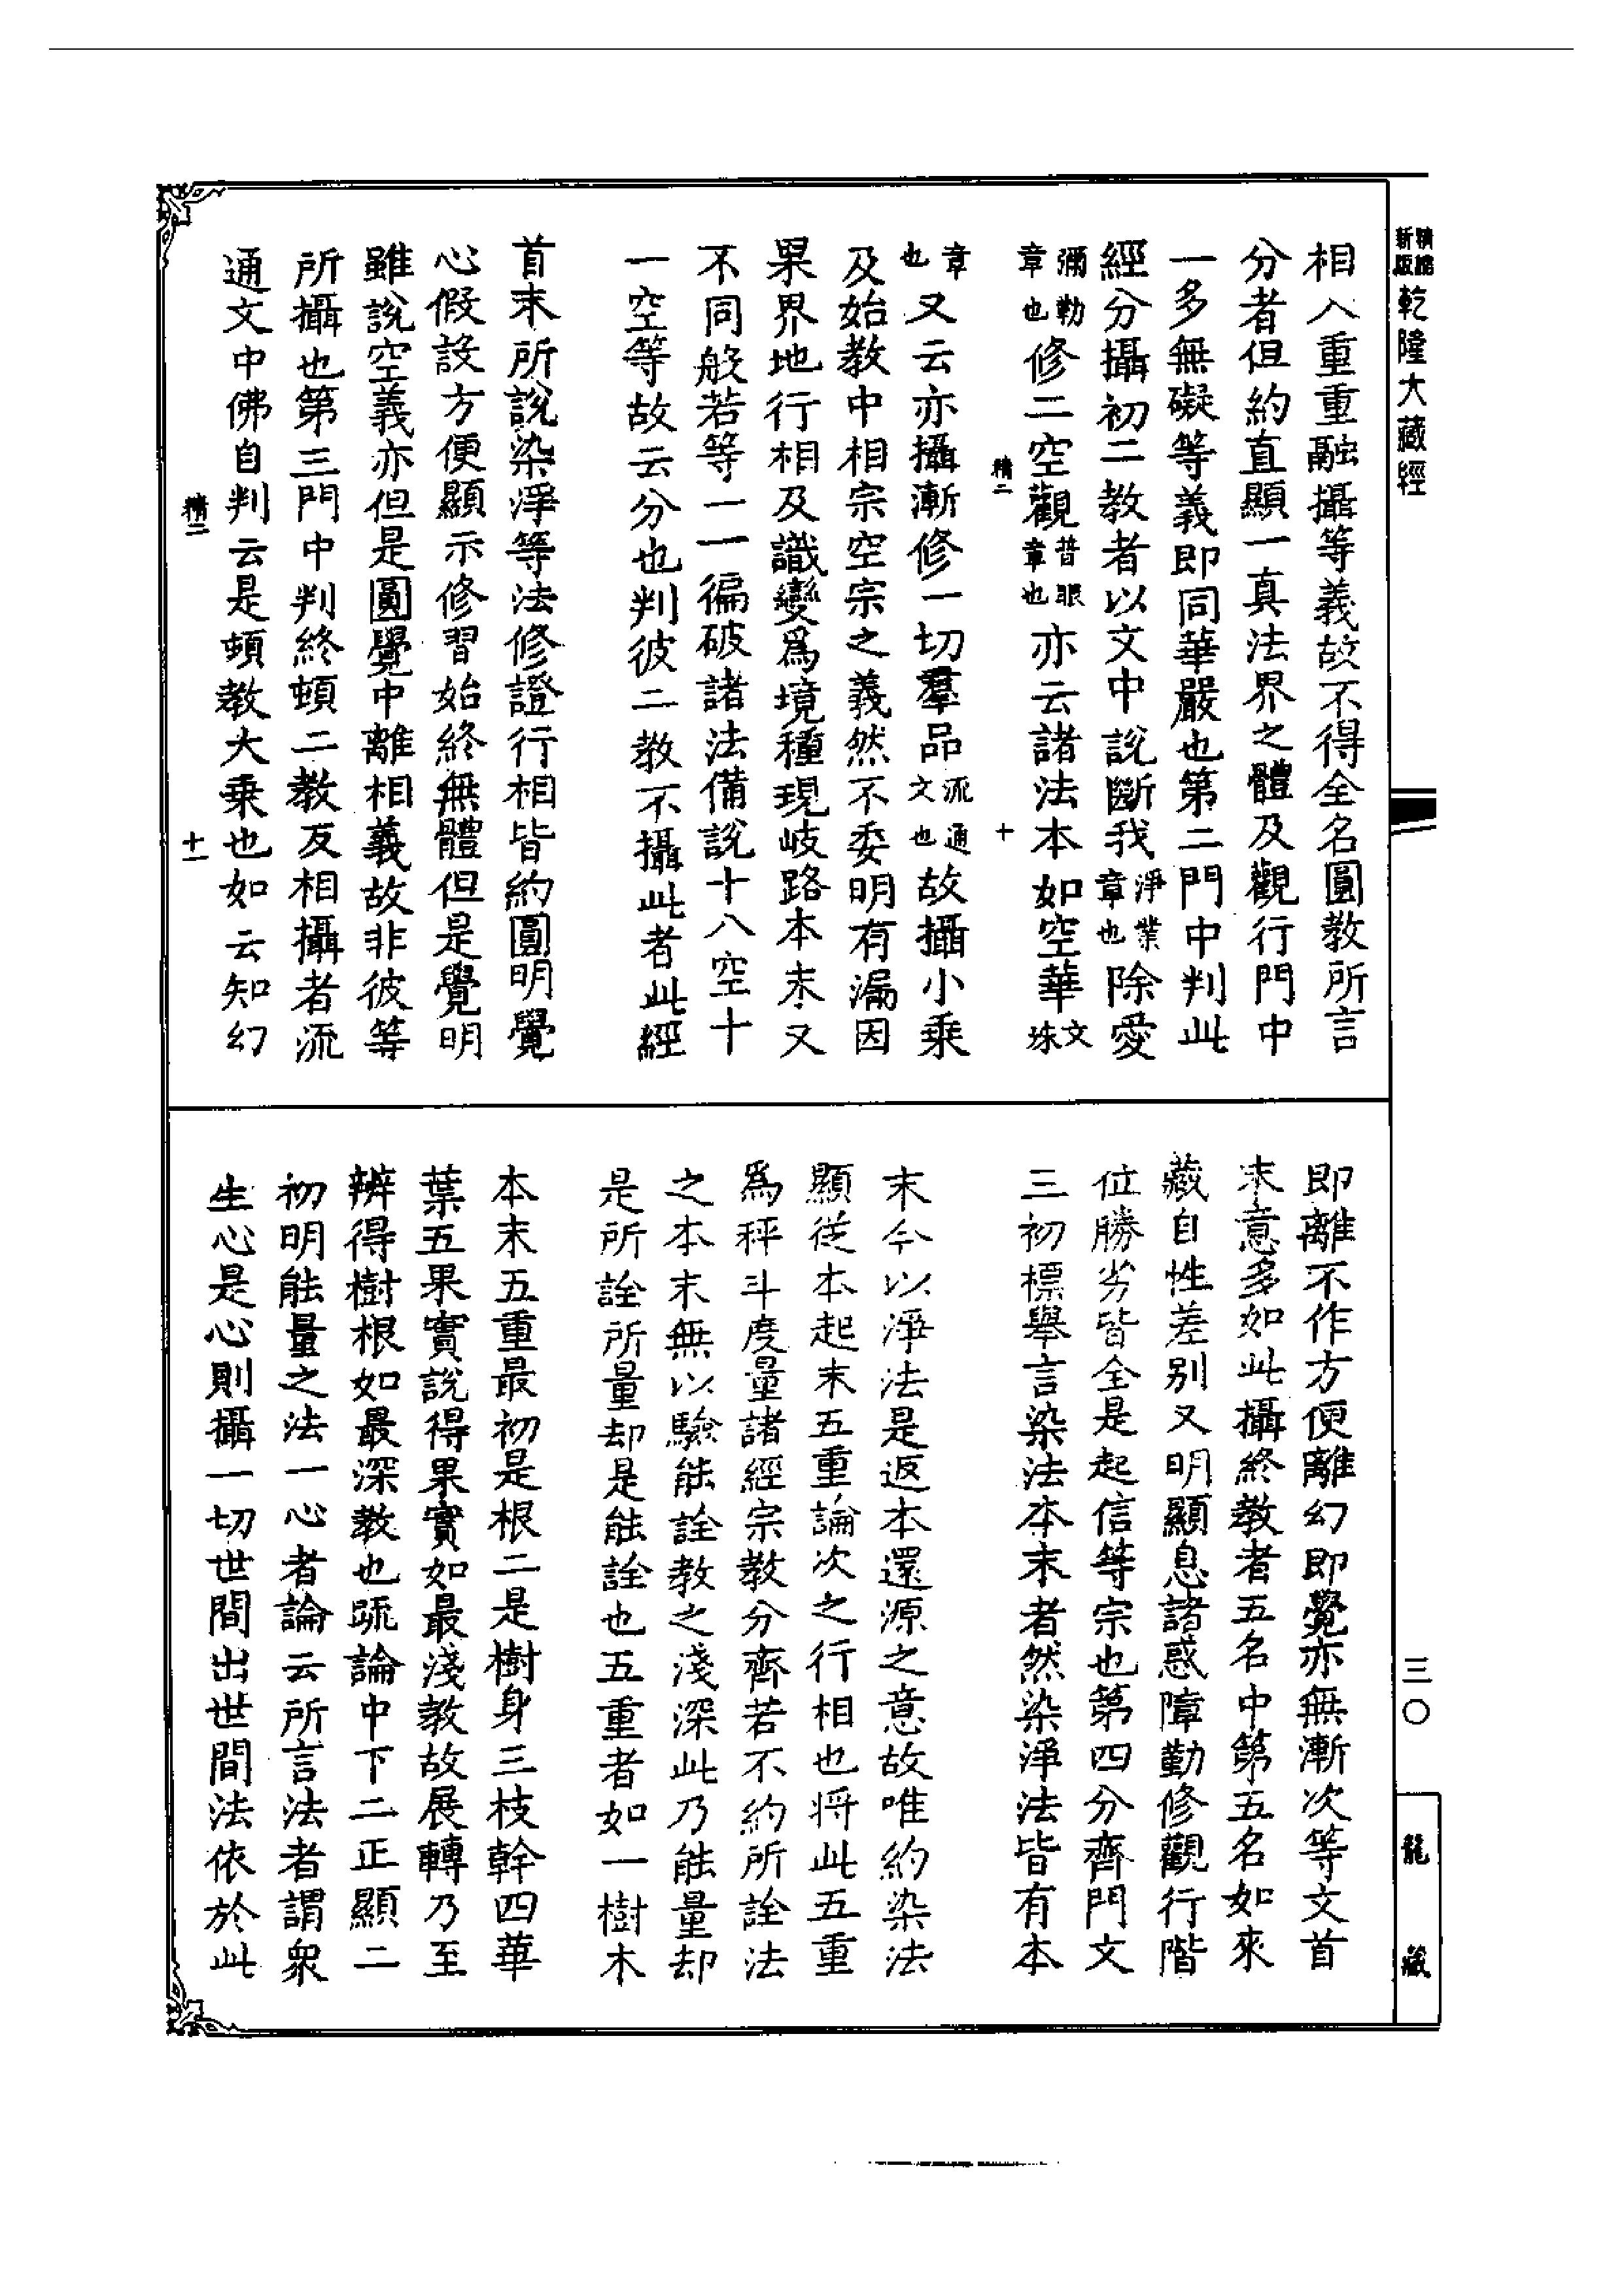 新版
乾隆大藏經
相入重重融攝等義故不得全名圓教所言
分者但約直顯一真法界之體及觀行門中
一多無礙等義即同華嚴也第二門中判此
經分攝初二教者以文中說斷我淨業章也除愛
彌勒章也修二空觀普眼章也亦云諸法本如空華文殊
精二
十
章也又云亦攝漸修一切羣品流通文也故攝小乘
及始教中相宗空宗之義然不委明有漏因
果界地行相及識變爲境種現岐路本末又
不同般若等一一徧破諸法備說十八空十
一空等故云分也判彼二教不攝此者此經
首末所說染淨等法修證行相皆約圓明覺
心假設方便顯示修習始終無體但是覺明
雖說空義亦但是圓覺中離相義故非彼等
所攝也第三門中判終頓二教互相攝者流
通文中佛自判云是頓教大乘也如云知幻
精二
十一
即離不作方便離幻即覺亦無漸次等文首
末意多如此攝終教者五名中第五名如來
藏自性差別又明顯息諸惑障勤修觀行階
位勝劣皆全是起信等宗也第四分齊門文
三初標舉言染法本末者然染淨法皆有本
末今以淨法是返本還源之意故唯約染法
顯從本起末五重論次之行相也将此五重
爲秤斗度量諸經宗教分齊若不約所詮法
之本末無以驗能詮教之淺深此乃能量却
是所詮所量却是能詮也五重者如一樹木
本末五重最初是根二是樹身三枝幹四華
葉五果實說得果實如最淺教故展轉乃至
辨得樹根如最深教也䟽論中下二正顯二
初明能量之法一心者論云所言法者謂衆
生心是心則攝一切世間出世間法依於此
三〇
龍藏